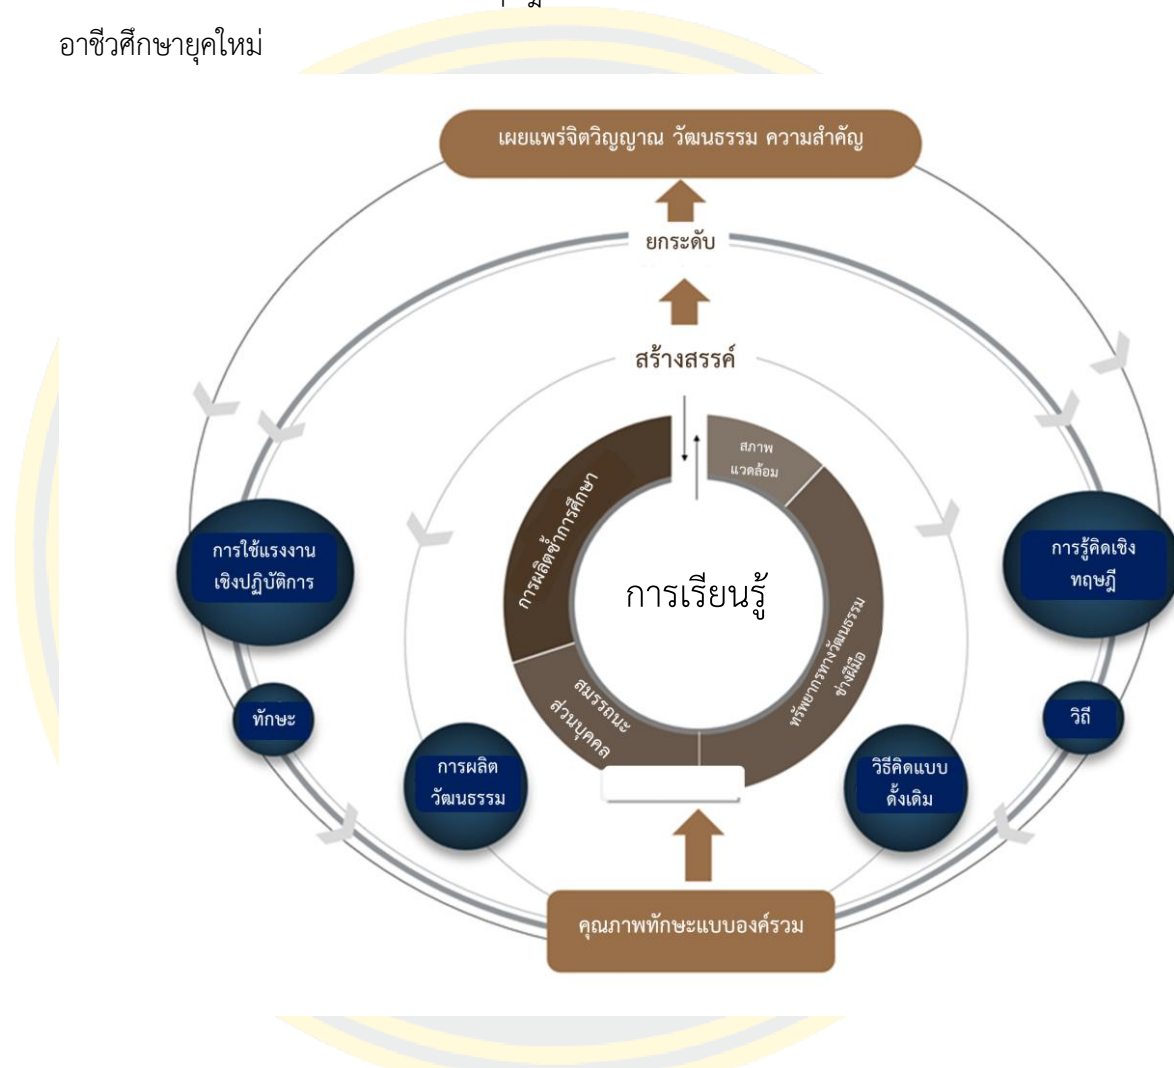 อาชีวศึกษายุคใหม่
เผยแพร่จิตวิญญาณ วัฒนธรรม ความสำคัญ
ยกระดับ
สร้างสรรค์
สภาพ
แวดล้อม
การผลิตซ้ำการศึกษา
การใช้แรงงาน
เชิงปฏิบัติการ
การรู้คิดเชิง
ทฤษฎี
การเรียนรู้
ทรัพยากรทางวัฒนธรรม
ช่างฝีมือ
สมรรถนะ
ส่วนบุคคล
ทักษะ
วิถี
การผลิต
วัฒนธรรม
วิธีคิดแบบ
ดั้งเดิม
คุณภาพทักษะแบบองค์รวม